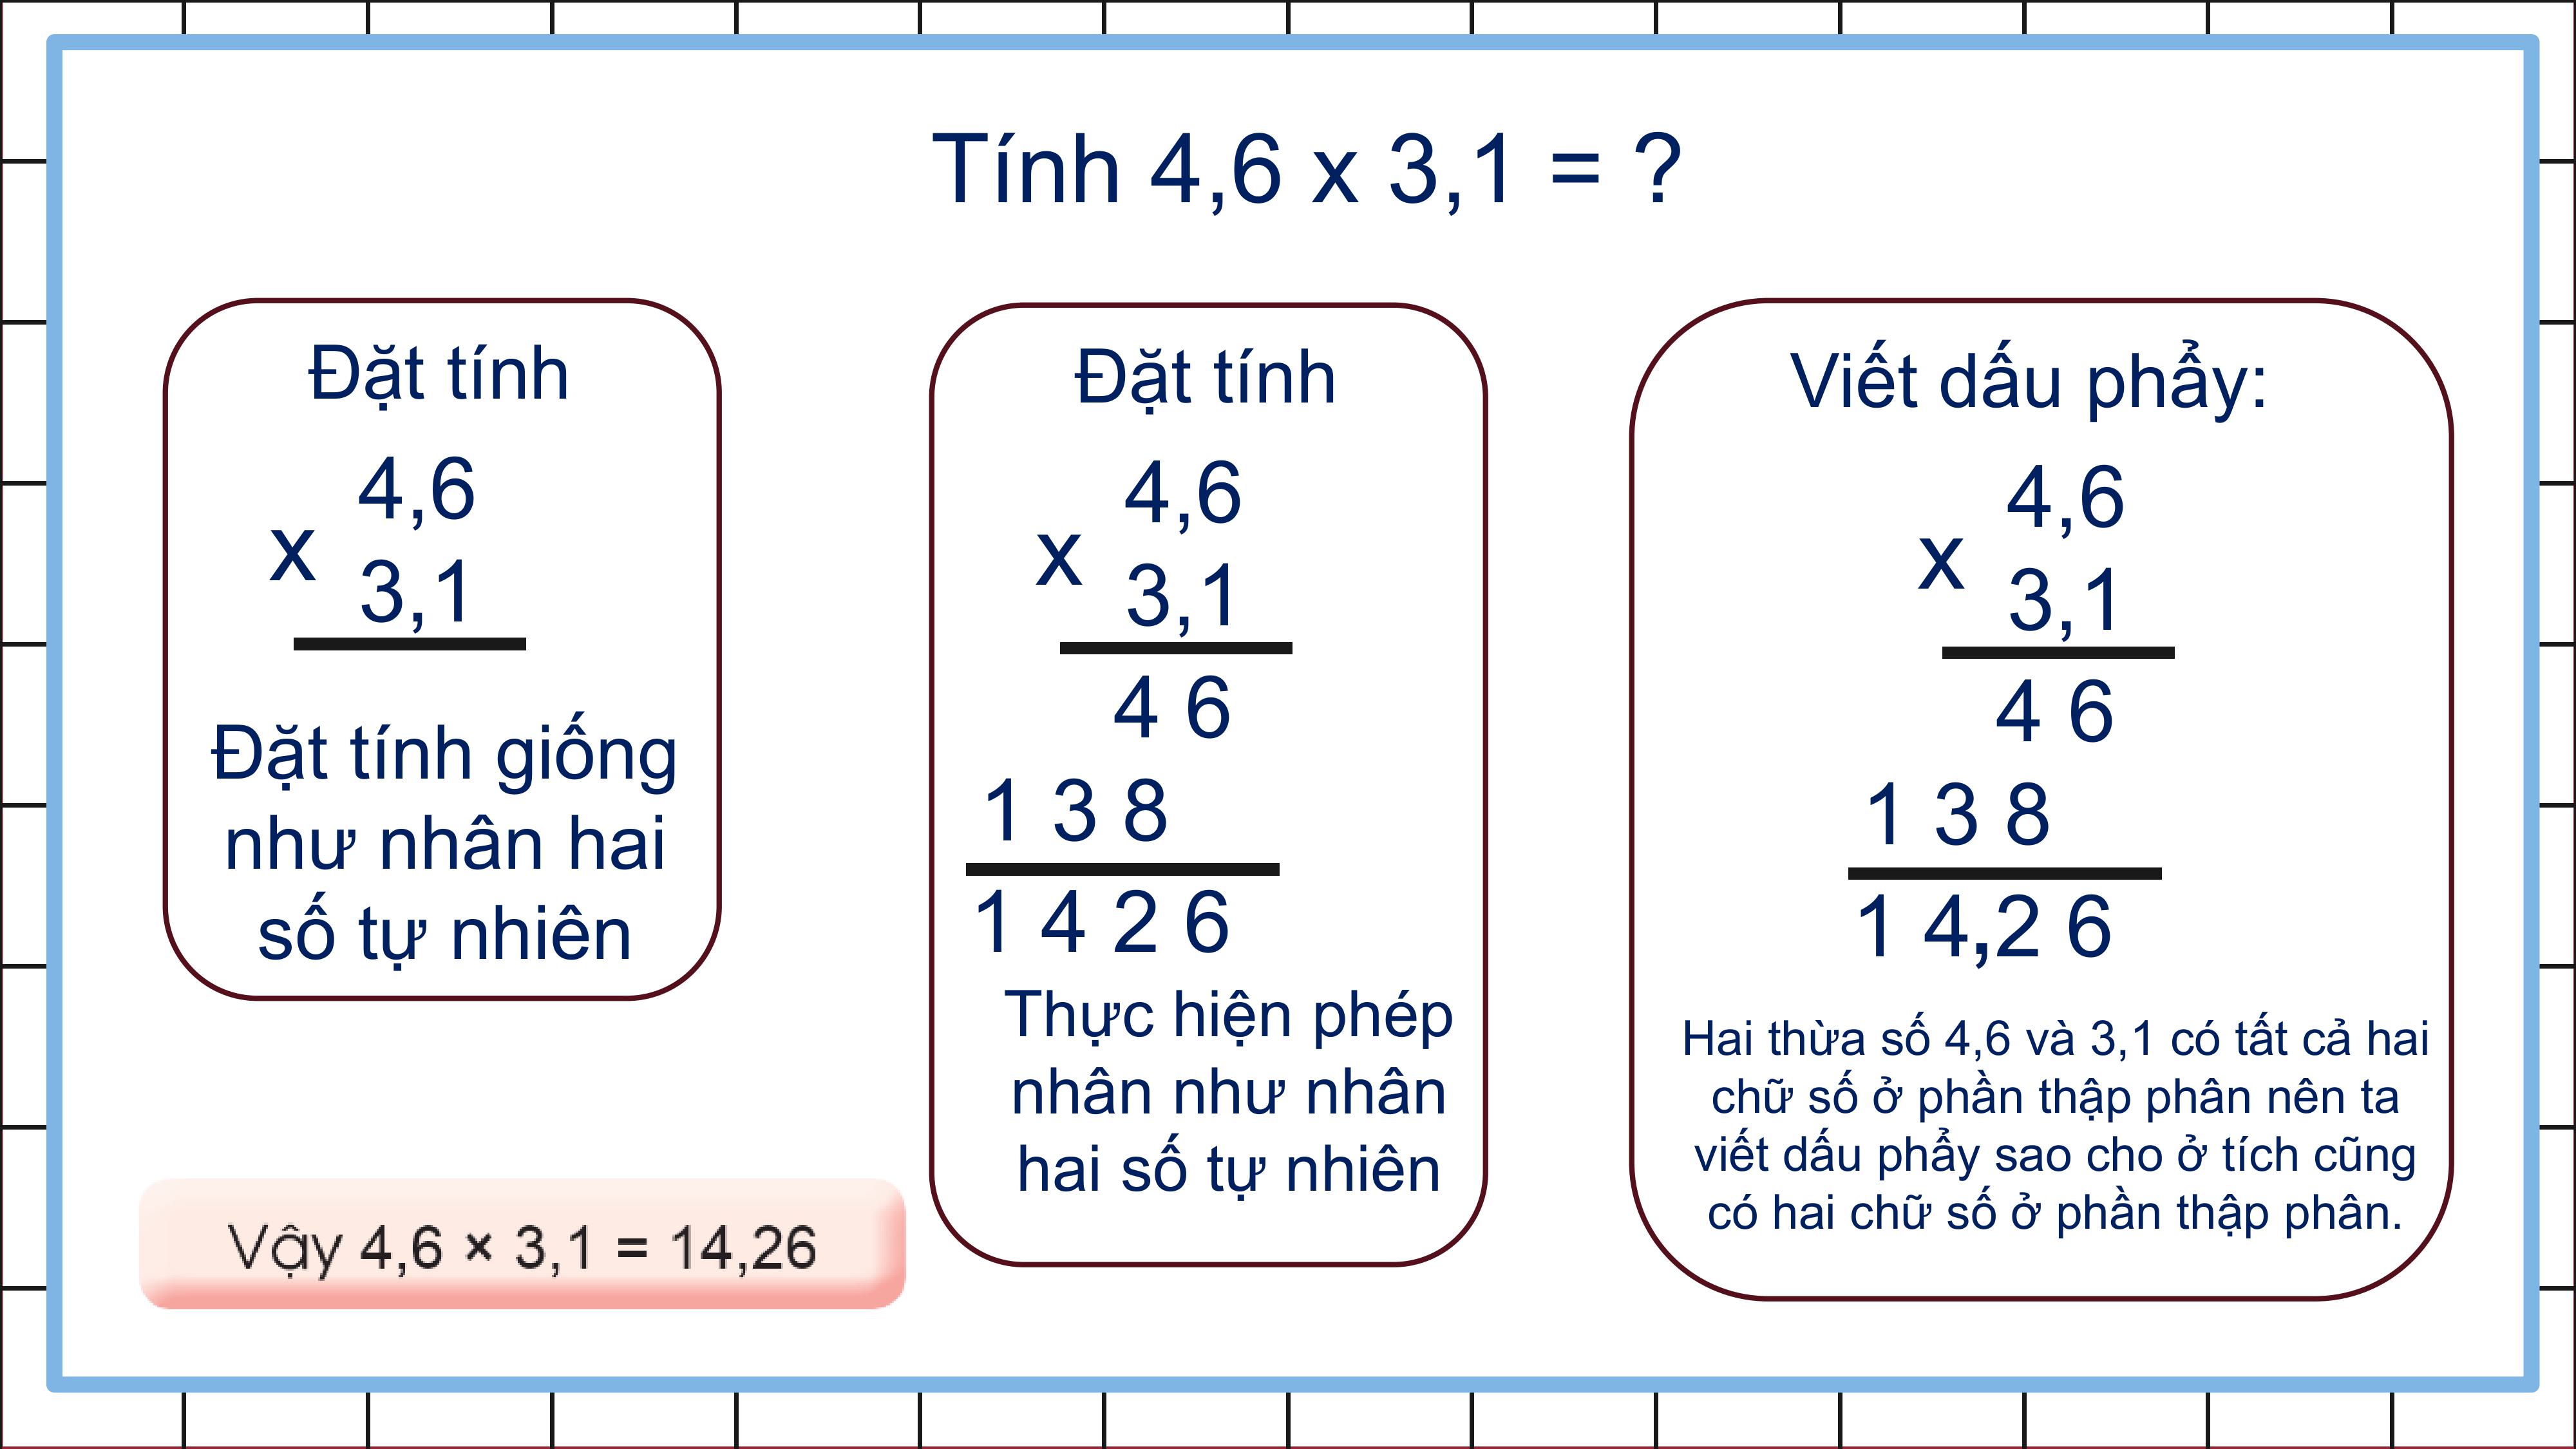 Tính 4,6 x 3,1 = ?
Đặt tính
4,6
x
3,1
Đặt tính giống
như nhân hai
số tự nhiên
Đặt tính
4,6
x
3,1
4 6
1 3 8
1 4 2 6
Thực hiện phép
nhân như nhân
hai số tự nhiên
Viết dấu phẩy:
4,6
x
3,1
4 6
1 3 8
1 4,2 6
Hai thừa số 4,6 và 3,1 có tất cả hai
chữ số ở phần thập phân nên ta
viết dấu phẩy sao cho ở tích cũng
có hai chữ số ở phần thập phân.
Vậy 4,6 × 3,1 = 14,26